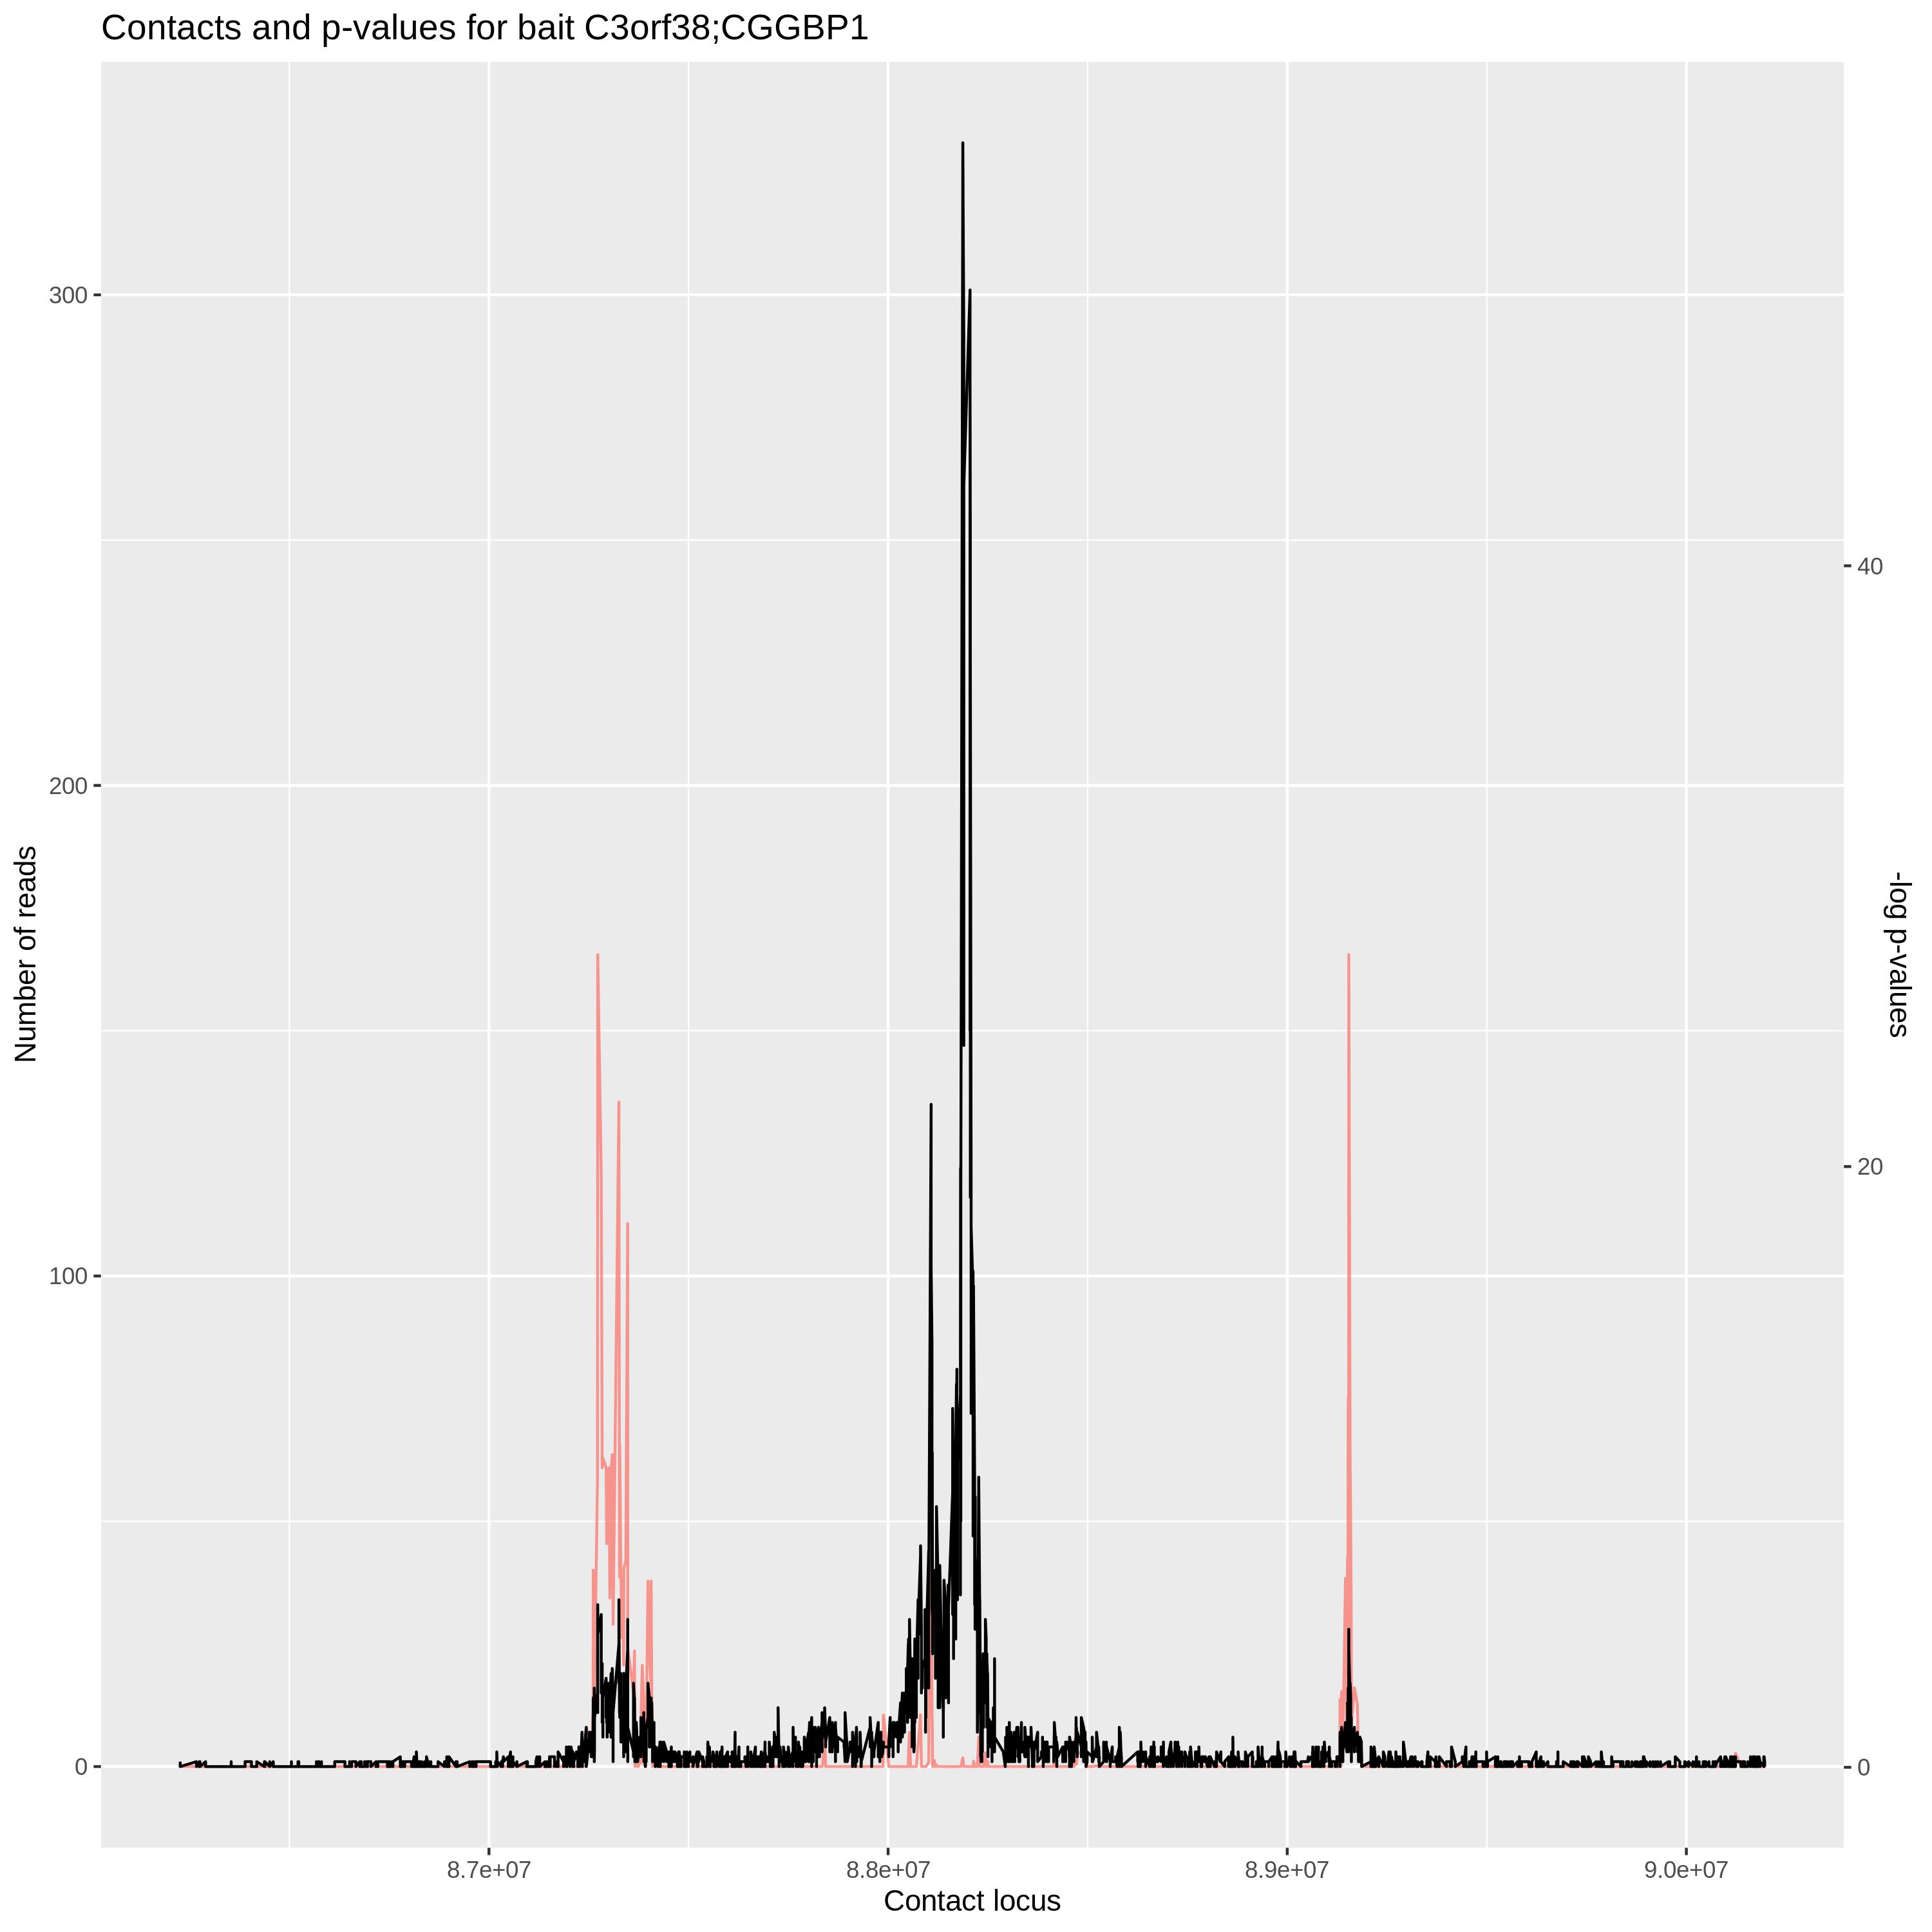 Contacts and p-values for bait C3orf38;CGGBP1
300
200
100
0
Number of reads
40
20
0
-log p-values
8.7e+07
8.8e+07
8.9e+07
9.0e+07
Contact locus